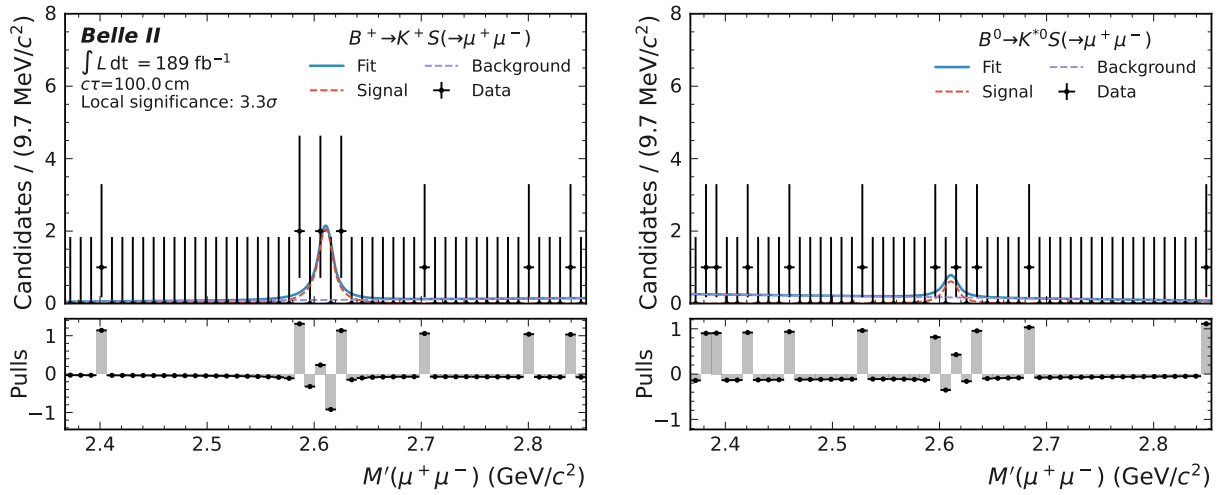 Belle II
∫ L dt = 189 fb⁻¹
cτ=100.0 cm
Local significance: 3.3σ
B⁺→K⁺S(→μ⁺μ⁻)
Fit
Background
Signal
Data
Candidates / (9.7 MeV/c²)
8
6
4
2
0
Pulls
1
0
−1
2.4
2.5
2.6
2.7
2.8
M′(μ⁺μ⁻) (GeV/c²)
B⁰→K*⁰S(→μ⁺μ⁻)
Fit
Background
Signal
Data
Candidates / (9.7 MeV/c²)
8
6
4
2
0
Pulls
1
0
−1
2.4
2.5
2.6
2.7
2.8
M′(μ⁺μ⁻) (GeV/c²)